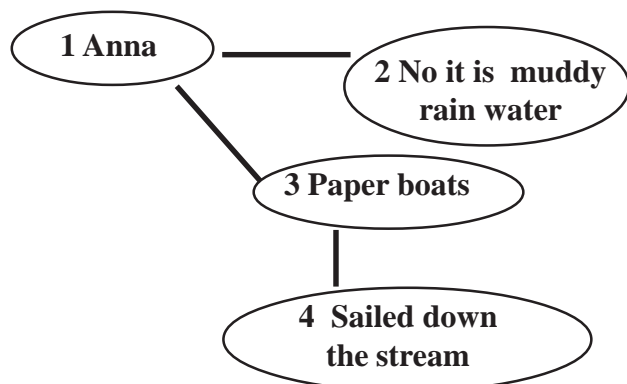 1 Anna
2 No it is muddy
rain water
3 Paper boats
4 Sailed down
the stream